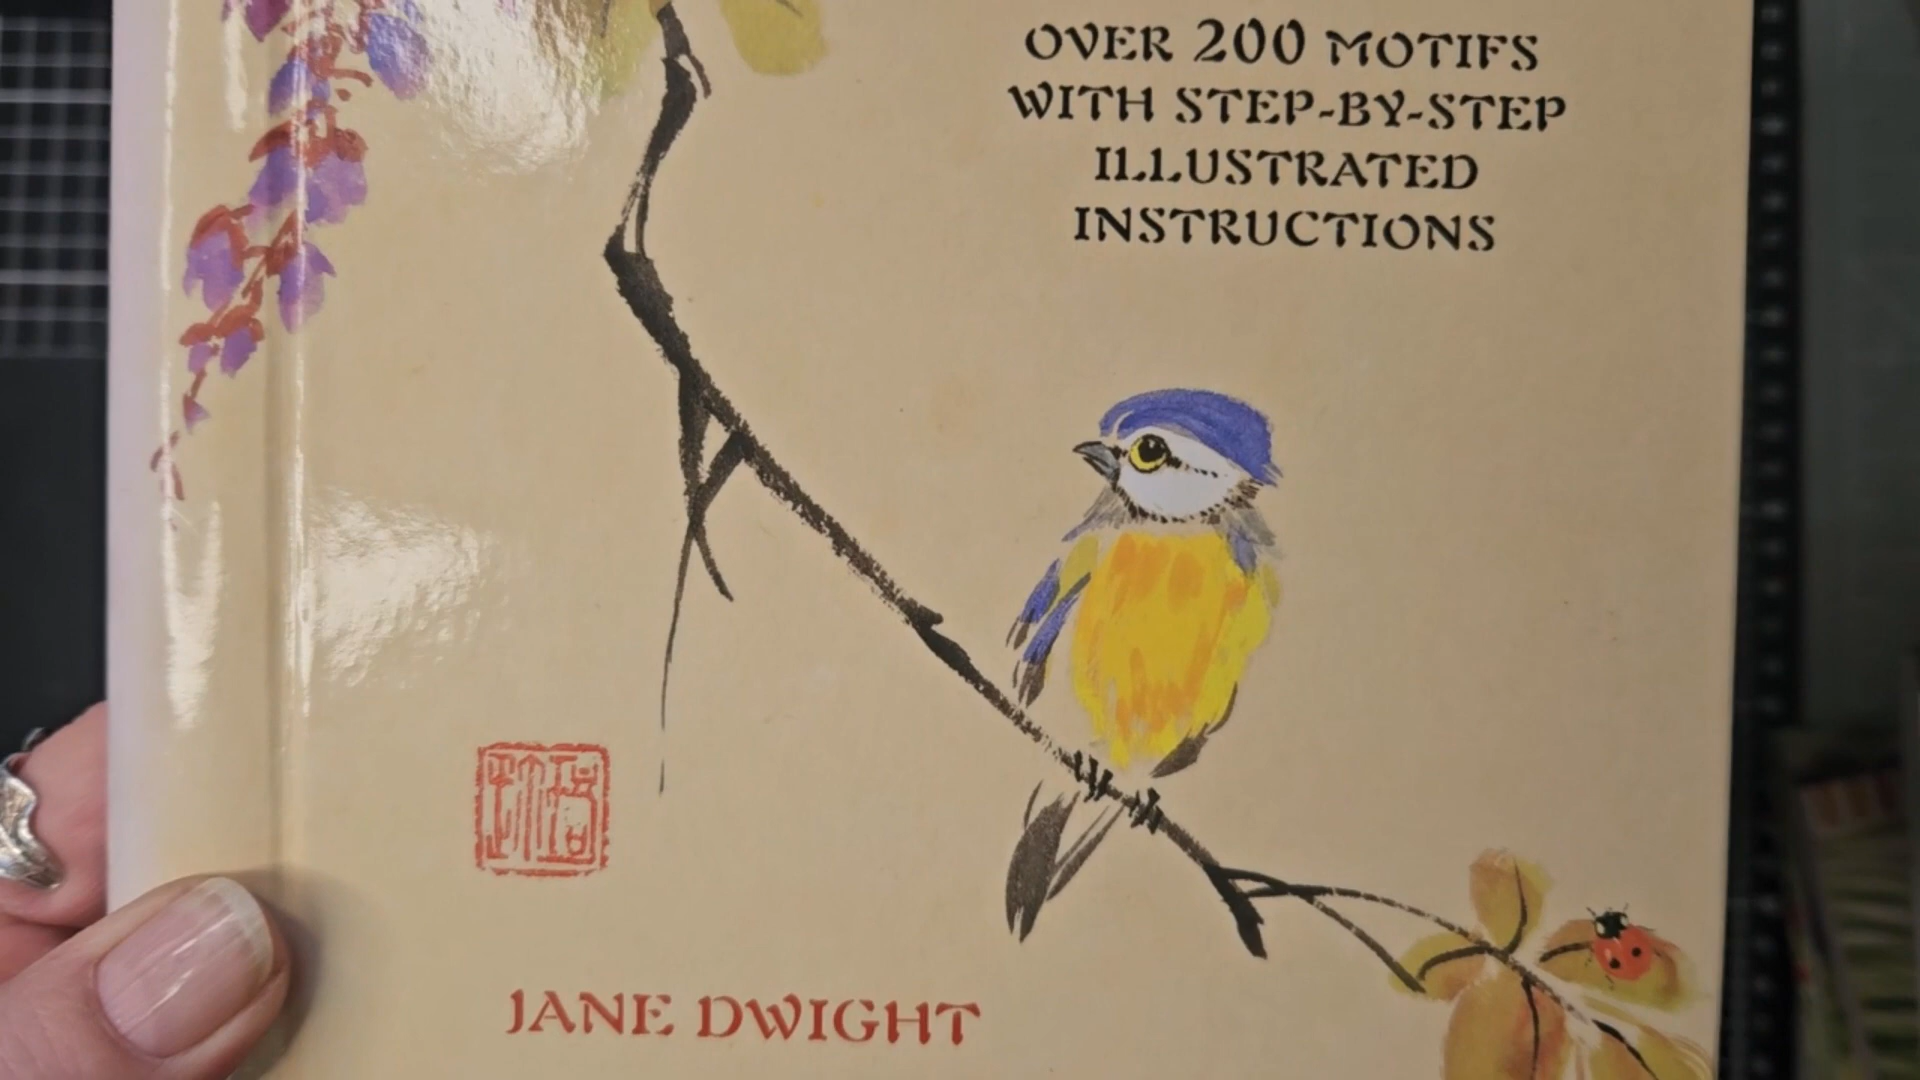 OVER 200 MOTIFS
WITH STEP-BY-STEP
ILLUSTRATED
INSTRUCTIONS
JANE DWIGHT